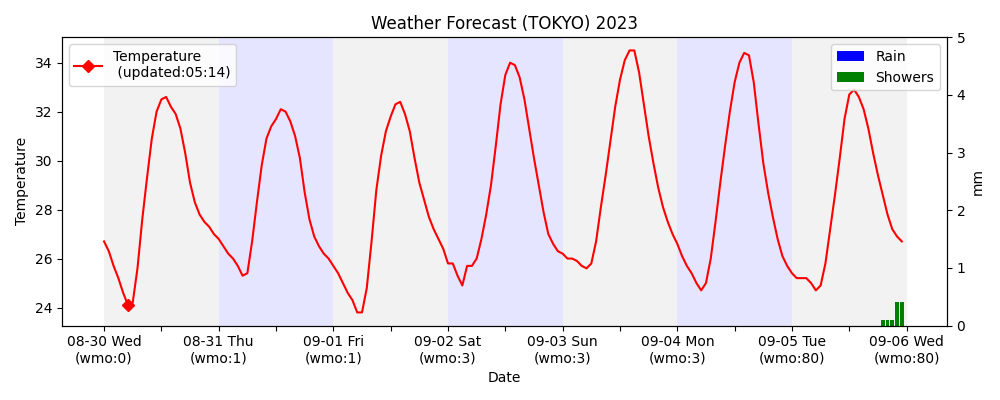 Weather Forecast (TOKYO) 2023
Temperature
(updated:05:14)
Rain
Showers
Temperature
34
32
30
28
26
24
5
4
3
2
1
0
mm
08-30 Wed
(wmo:0)
08-31 Thu
(wmo:1)
09-01 Fri
(wmo:1)
09-02 Sat
(wmo:3)
09-03 Sun
(wmo:3)
09-04 Mon
(wmo:3)
09-05 Tue
(wmo:80)
09-06 Wed
(wmo:80)
Date